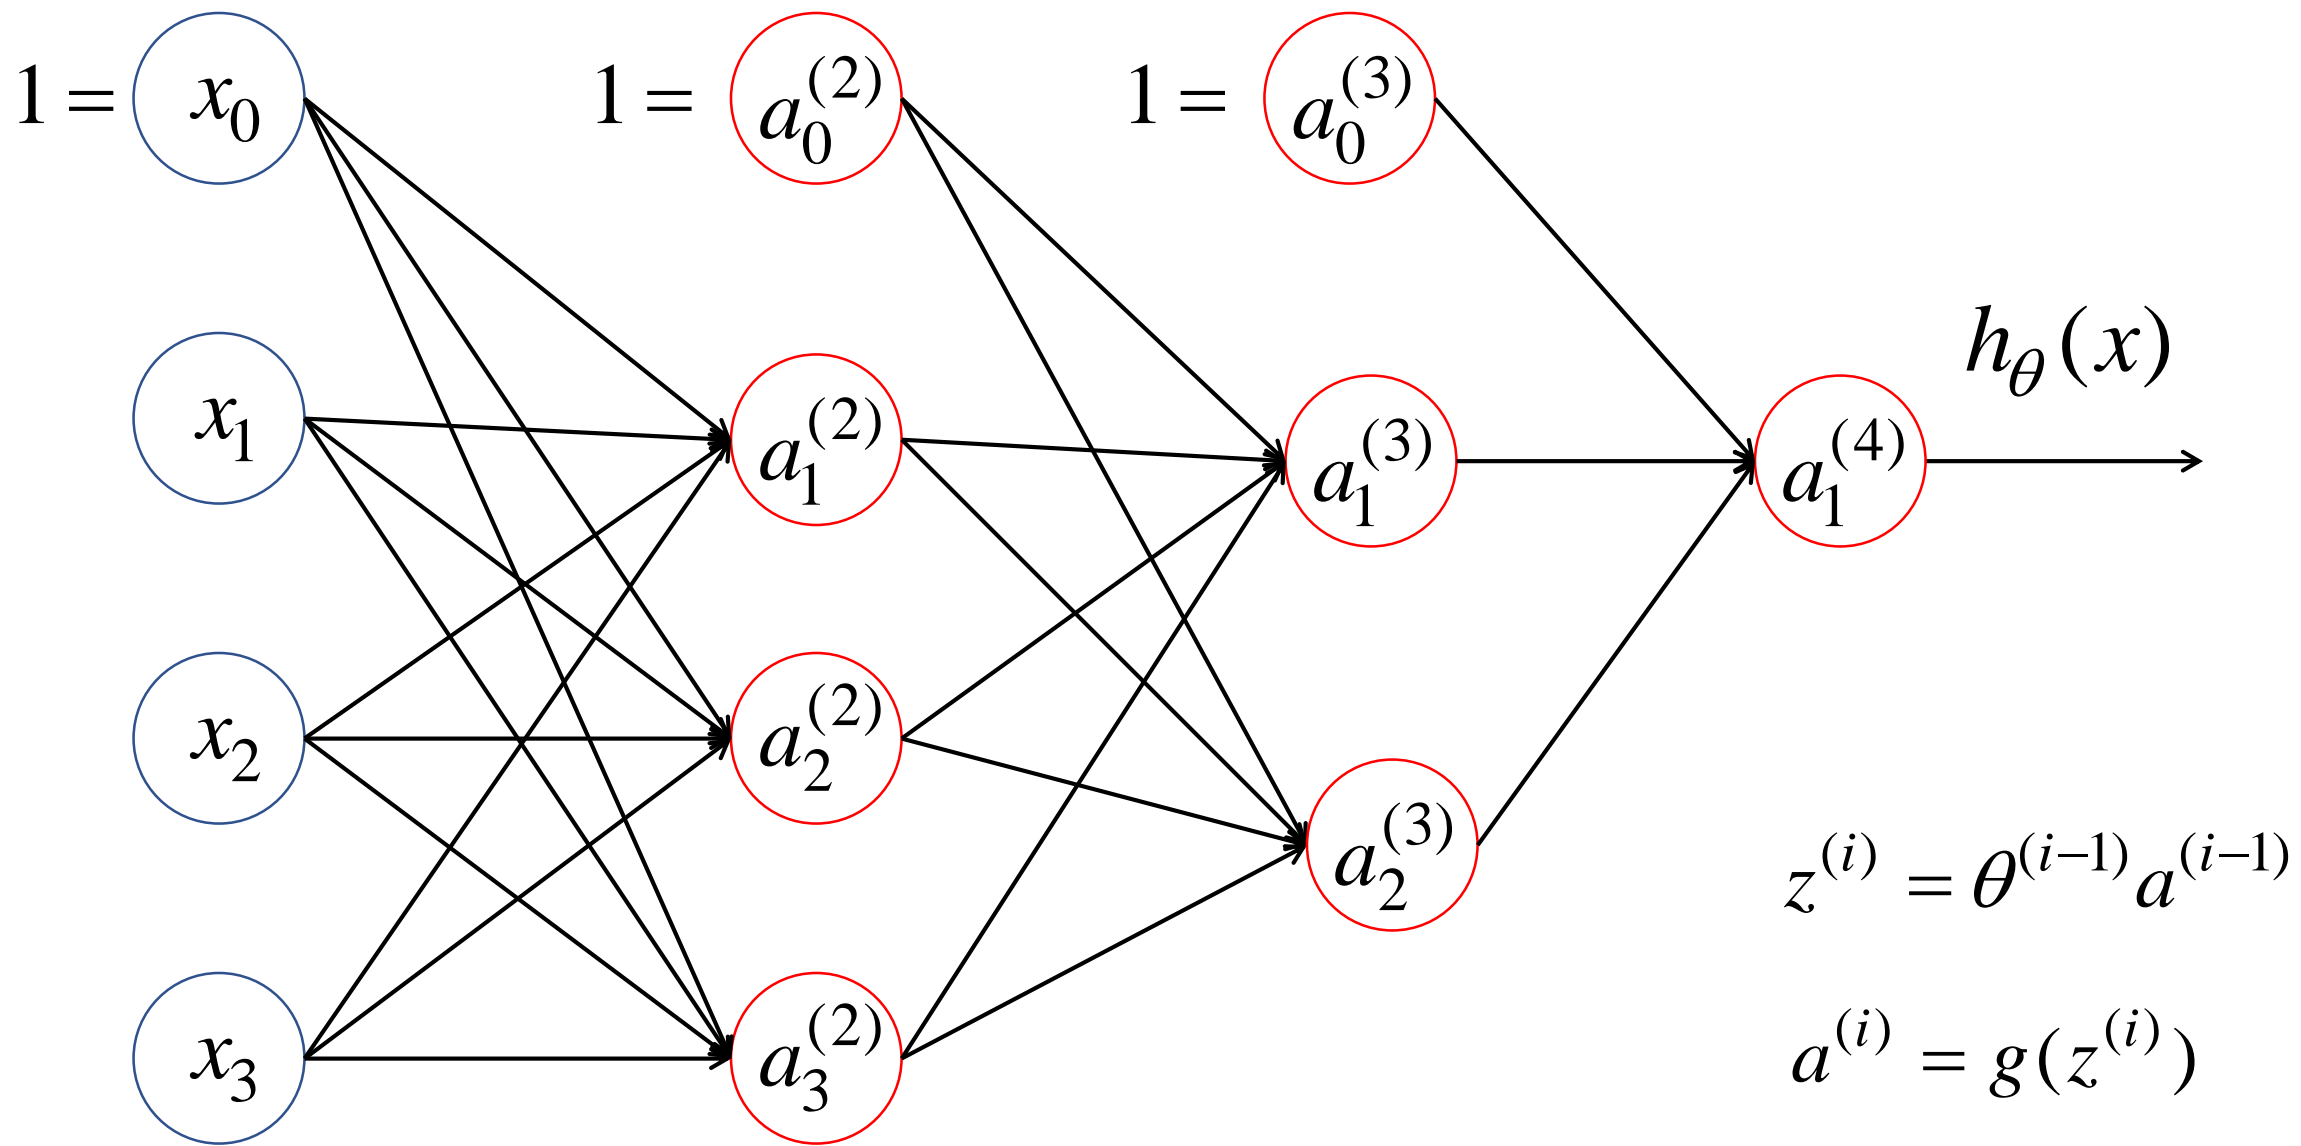 1 = x₀
1 = a₀⁽²⁾
1 = a₀⁽³⁾
x₁
a₁⁽²⁾
a₁⁽³⁾
a₁⁽⁴⁾
h_θ(x)
x₂
a₂⁽²⁾
a₂⁽³⁾
x₃
a₃⁽²⁾
z⁽ⁱ⁾ = θ⁽ⁱ⁻¹⁾a⁽ⁱ⁻¹⁾
a⁽ⁱ⁾ = g(z⁽ⁱ⁾)